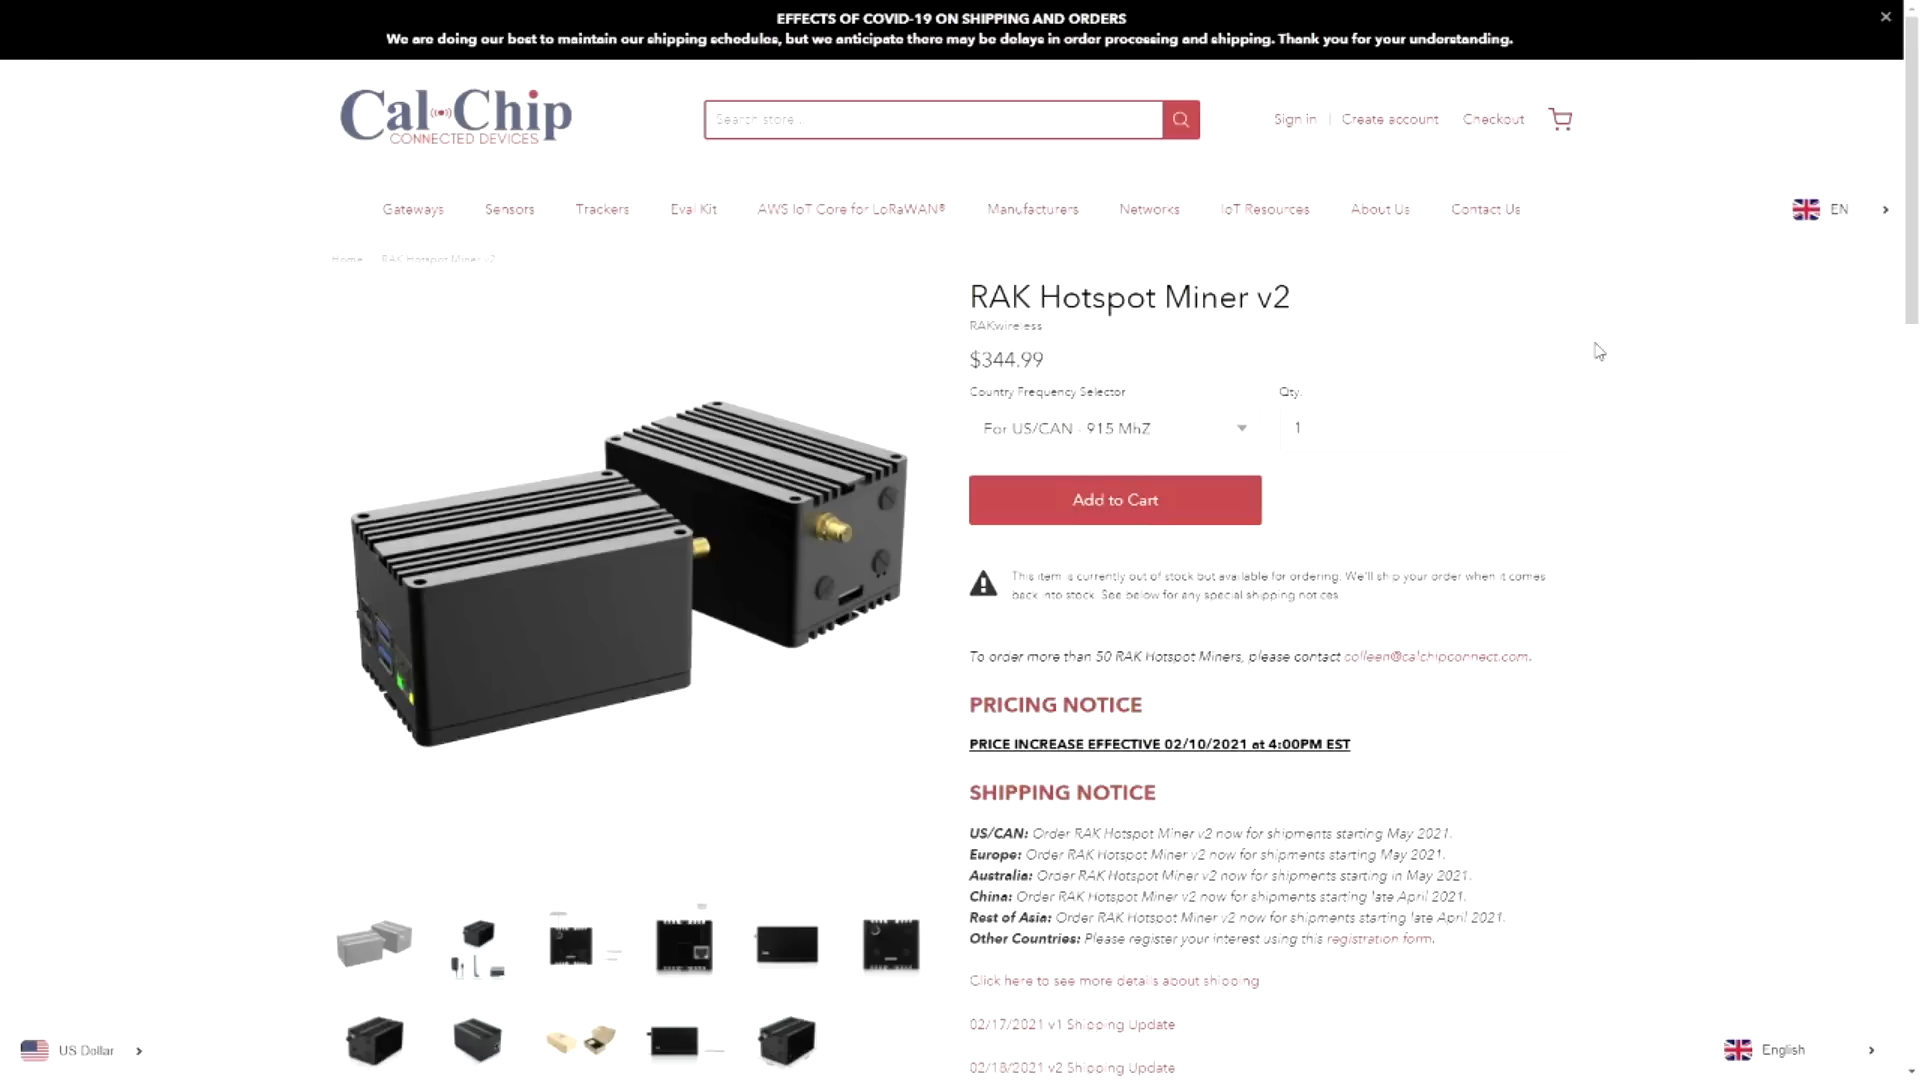 EFFECTS OF COVID-19 ON SHIPPING AND ORDERS
We are doing our best to maintain our shipping schedules, but we anticipate there may be delays in order processing and shipping. Thank you for your understanding.
Cal-Chip
CONNECTED DEVICES
Search store...
Sign in | Create account Checkout
Gateways Sensors Trackers Eval Kit AWS IoT Core for LoRaWAN® Manufacturers Networks IoT Resources About Us Contact Us
EN
Home RAK Hotspot Miner v2
RAK Hotspot Miner v2
RAKwireless
$344.99
Country Frequency Selector Qty.
For US/CAN - 915 MhZ 1
Add to Cart
This item is currently out of stock but available for ordering. We'll ship your order when it comes
back into stock. See below for any special shipping notices
To order more than 50 RAK Hotspot Miners, please contact colleen@calchipconnect.com.
PRICING NOTICE
PRICE INCREASE EFFECTIVE 02/10/2021 at 4:00PM EST
SHIPPING NOTICE
US/CAN: Order RAK Hotspot Miner v2 now for shipments starting May 2021.
Europe: Order RAK Hotspot Miner v2 now for shipments starting May 2021.
Australia: Order RAK Hotspot Miner v2 now for shipments starting in May 2021.
China: Order RAK Hotspot Miner v2 now for shipments starting late April 2021.
Rest of Asia: Order RAK Hotspot Miner v2 now for shipments starting late April 2021.
Other Countries: Please register your interest using this registration form.
Click here to see more details about shipping
02/17/2021 v1 Shipping Update
02/18/2021 v2 Shipping Update
US Dollar
English